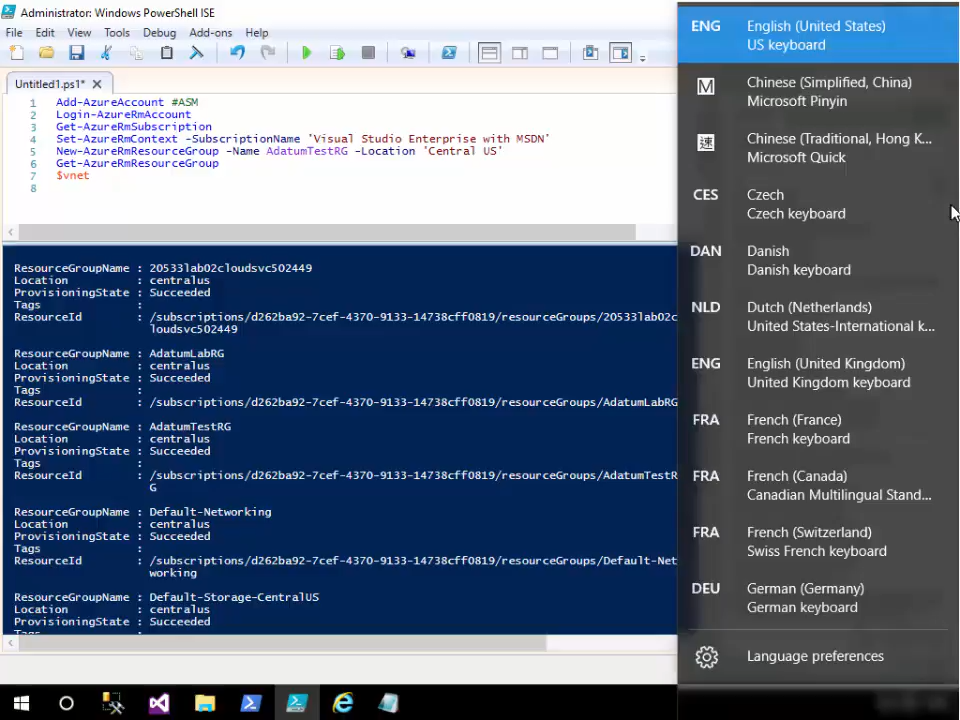 Administrator: Windows PowerShell ISE
File Edit View Tools Debug Add-ons Help
Untitled1.ps1*
1 Add-AzureAccount #ASM
2 Login-AzureRmAccount
3 Get-AzureRmSubscription
4 Set-AzureRmContext -SubscriptionName 'Visual Studio Enterprise with MSDN'
5 New-AzureRmResourceGroup -Name AdatumTestRG -Location 'Central US'
6 Get-AzureRmResourceGroup
7 $vnet
8
ResourceGroupName : 20533lab02cloudsvc502449
Location : centralus
ProvisioningState : Succeeded
Tags :
ResourceId : /subscriptions/d262ba92-7cef-4370-9133-14738cff0819/resourceGroups/20533lab02c
loudsvc502449
ResourceGroupName : AdatumLabRG
Location : centralus
ProvisioningState : Succeeded
Tags :
ResourceId : /subscriptions/d262ba92-7cef-4370-9133-14738cff0819/resourceGroups/AdatumLabRG
ResourceGroupName : AdatumTestRG
Location : centralus
ProvisioningState : Succeeded
Tags :
ResourceId : /subscriptions/d262ba92-7cef-4370-9133-14738cff0819/resourceGroups/AdatumTestR
G
ResourceGroupName : Default-Networking
Location : centralus
ProvisioningState : Succeeded
Tags :
ResourceId : /subscriptions/d262ba92-7cef-4370-9133-14738cff0819/resourceGroups/Default-Net
working
ResourceGroupName : Default-Storage-CentralUS
Location : centralus
ProvisioningState : Succeeded
Tags :
ENG English (United States)
US keyboard
M Chinese (Simplified, China)
Microsoft Pinyin
速 Chinese (Traditional, Hong K...
Microsoft Quick
CES Czech
Czech keyboard
DAN Danish
Danish keyboard
NLD Dutch (Netherlands)
United States-International k...
ENG English (United Kingdom)
United Kingdom keyboard
FRA French (France)
French keyboard
FRA French (Canada)
Canadian Multilingual Stand...
FRA French (Switzerland)
Swiss French keyboard
DEU German (Germany)
German keyboard
Language preferences